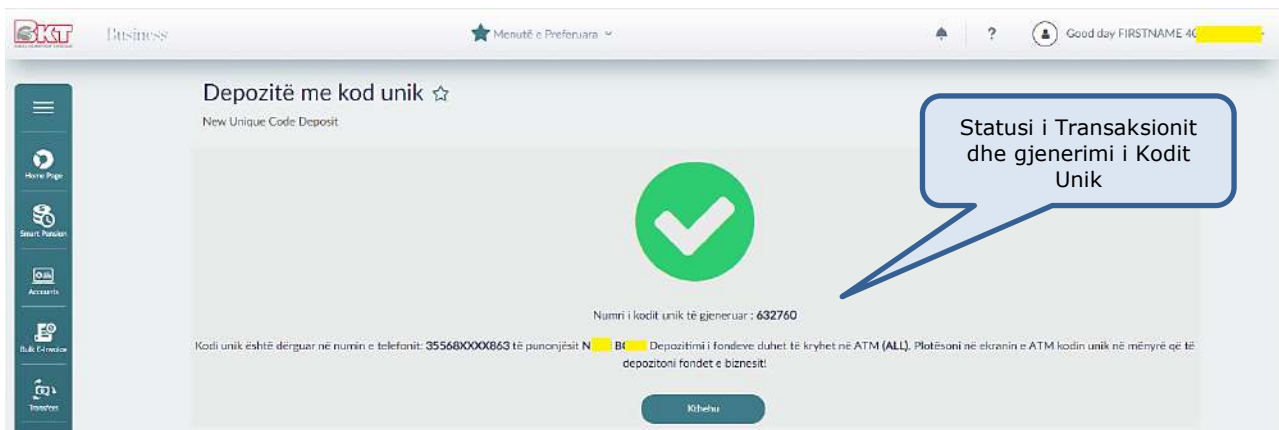 BKT Business Menutë e Preferuara ? Good day FIRSTNAME 40
Depozitë me kod unik
New Unique Code Deposit
Statusi i Transaksionit
dhe gjenerimi i Kodit
Unik
Home Page
Smart Pension
Accounts
Bulk E-Invoice
Transfers
Numri i kodit unik të gjeneruar : 632760
Kodi unik është dërguar në numin e telefonit: 35568XXXX863 të punonjësit N B Depozitimi i fondeve duhet të kryhet në ATM (ALL). Plotësoni në ekranin e ATM kodin unik në mënyrë që të
depozitoni fondet e biznesit!
Kthehu